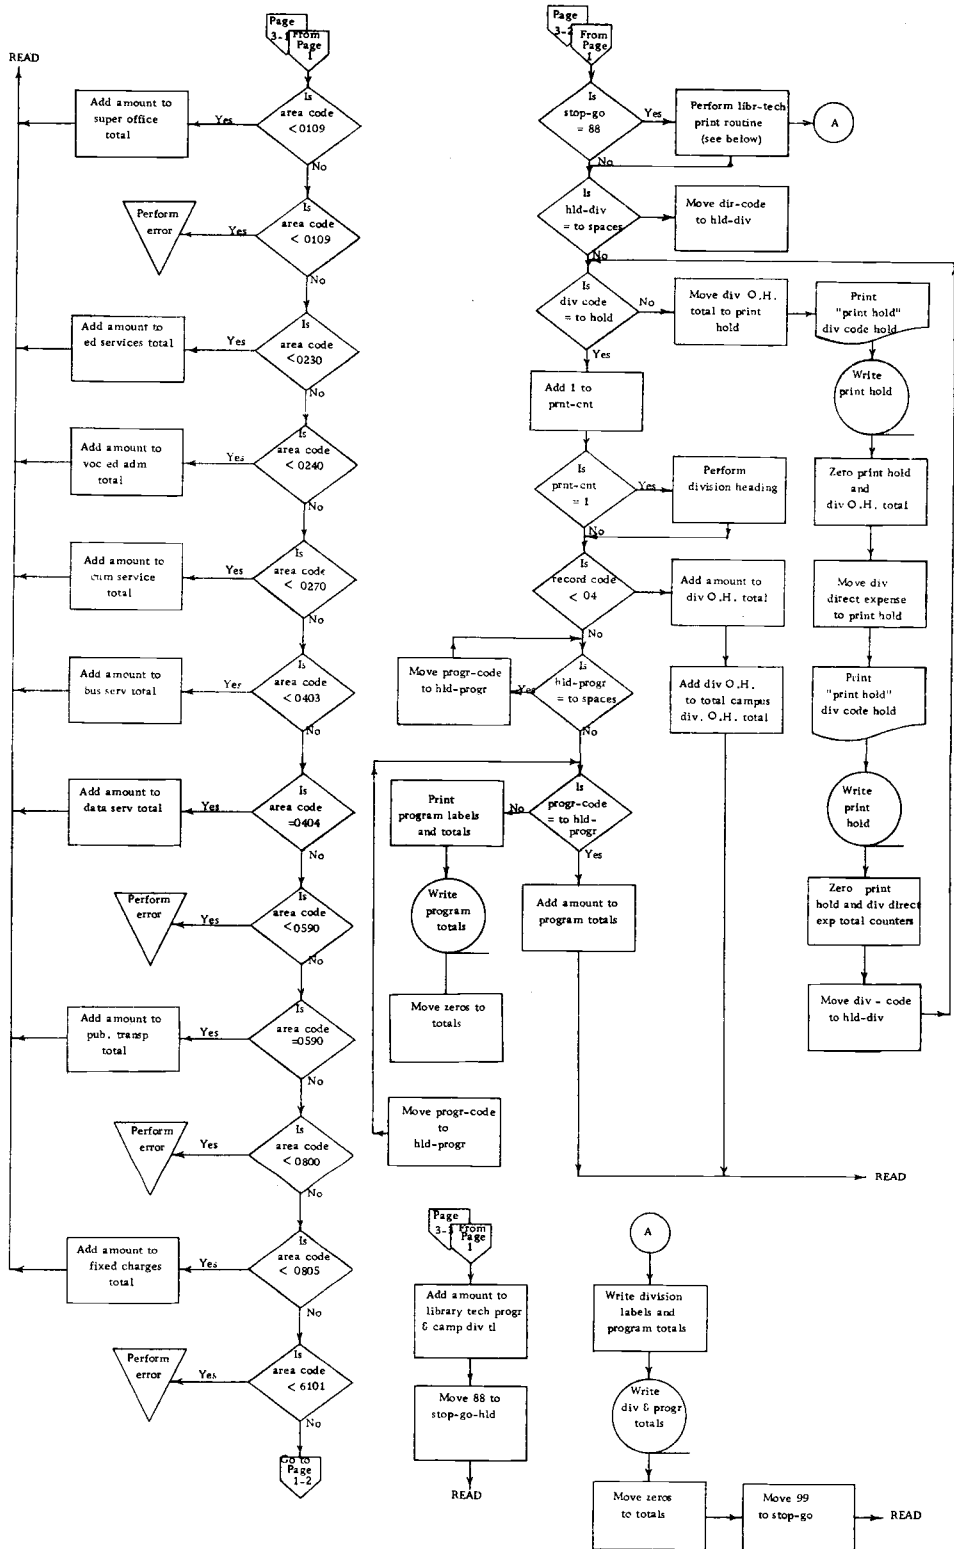 READ
Page
3-1
From
Page
1
Is
area code
<0109
Yes
Add amount to
super office
total
No
Is
area code
< 0109
Yes
Perform
error
No
Is
area code
<0230
Yes
Add amount to
ed services total
No
Is
area code
< 0240
Yes
Add amount to
voc ed adm
total
No
Is
area code
< 0270
Yes
Add amount to
service
total
No
Is
area code
<0403
Yes
Add amount to
bus serv total
No
Is
area code
=0404
Yes
Add amount to
data serv total
No
Is
area code
<0590
Yes
Perform
error
No
Is
area code
=0590
Yes
Add amount to
pub. transp
total
No
Is
area code
< 0800
Yes
Perform
error
No
Is
area code
< 0805
Yes
Add amount to
fixed charges
total
No
Is
area code
< 6101
Yes
Perform
error
No
Go to
Page
1-2
Page
3-2
From
Page
1
Is
stop-go
= 88
Yes
Perform libr-tech
print routine
(see below)
A
No
Is
hld-div
= to spaces
Move dir-code
to hld-div
No
Is
div code
= to hold
No
Move div O.H.
total to print
hold
Print
"print hold"
div code hold
Write
print hold
Zero print hold
and
div O.H. total
Move div
direct expense
to print hold
Print
"print hold"
div code hold
Write
print
hold
Zero print
hold and div direct
exp total counters
Move div - code
to hld-div
Yes
Add 1 to
prnt-cnt
Is
prnt-cnt
= 1
Yes
Perform
division heading
No
Is
record code
< 04
Add amount to
div O.H. total
Add div O.H.
to total campus
div. O.H. total
No
Is
hld-progr
= to spaces
Yes
Move progr-code
to hld-progr
No
Is
progr-code
= to hld-
progr
No
Print
program labels
and totals
Write
program
totals
Move zeros to
totals
Move progr-code
to
hld-progr
Yes
Add amount to
program totals
READ
Page
3-3
From
Page
1
Add amount to
library tech progr
& camp div tl
Move 88 to
stop-go-hld
READ
A
Write division
labels and
program totals
Write
div & progr
totals
Move zeros
to totals
Move 99
to stop-go
READ